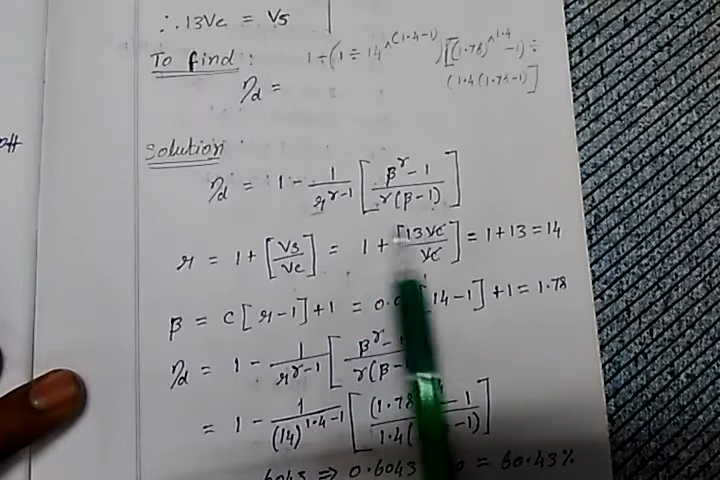 ∴ 13Vc = Vs
To find :
1 ÷ (1 ÷ 14^(1.4-1)) [((1.78)^1.4 -1) ÷
(1.4(1.78-1)]
ηd =
Solution
ηd = 1 - 1/r^(γ-1) [ (β^γ - 1)/(γ(β-1)) ]
r = 1 + [Vs/Vc] = 1 + [13Vc/Vc] = 1+13 = 14
β = c[r-1]+1 = 0. [14-1] +1 = 1.78
ηd = 1 - 1/r^(γ-1) [ β^γ - / γ(β-
= 1 - 1/(14)^(1.4-1) [ (1.78 - 1 / 1.4( -1) ]
6043 ⇒ 0.6043 0 = 60.43%